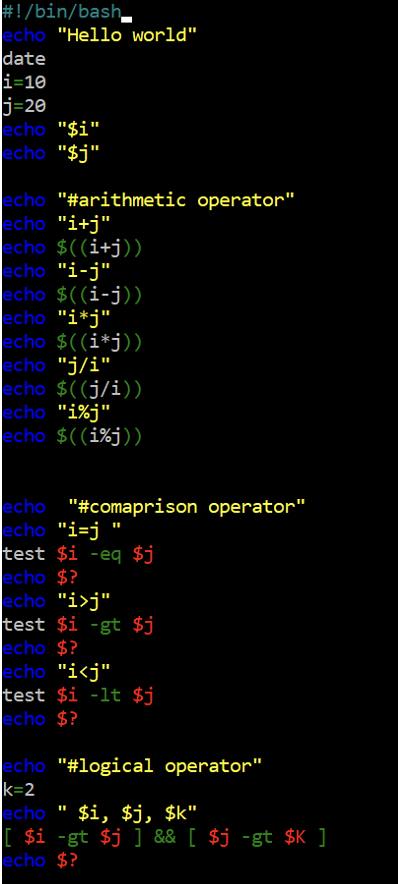 #!/bin/bash
echo "Hello world"
date
i=10
j=20
echo "$i"
echo "$j"
echo "#arithmetic operator"
echo "i+j"
echo $((i+j))
echo "i-j"
echo $((i-j))
echo "i*j"
echo $((i*j))
echo "j/i"
echo $((j/i))
echo "i%j"
echo $((i%j))
echo  "#comaprison operator"
echo "i=j "
test $i -eq $j
echo $?
echo "i>j"
test $i -gt $j
echo $?
echo "i<j"
test $i -lt $j
echo $?
echo "#logical operator"
k=2
echo " $i, $j, $k"
[ $i -gt $j ] && [ $j -gt $K ]
echo $?